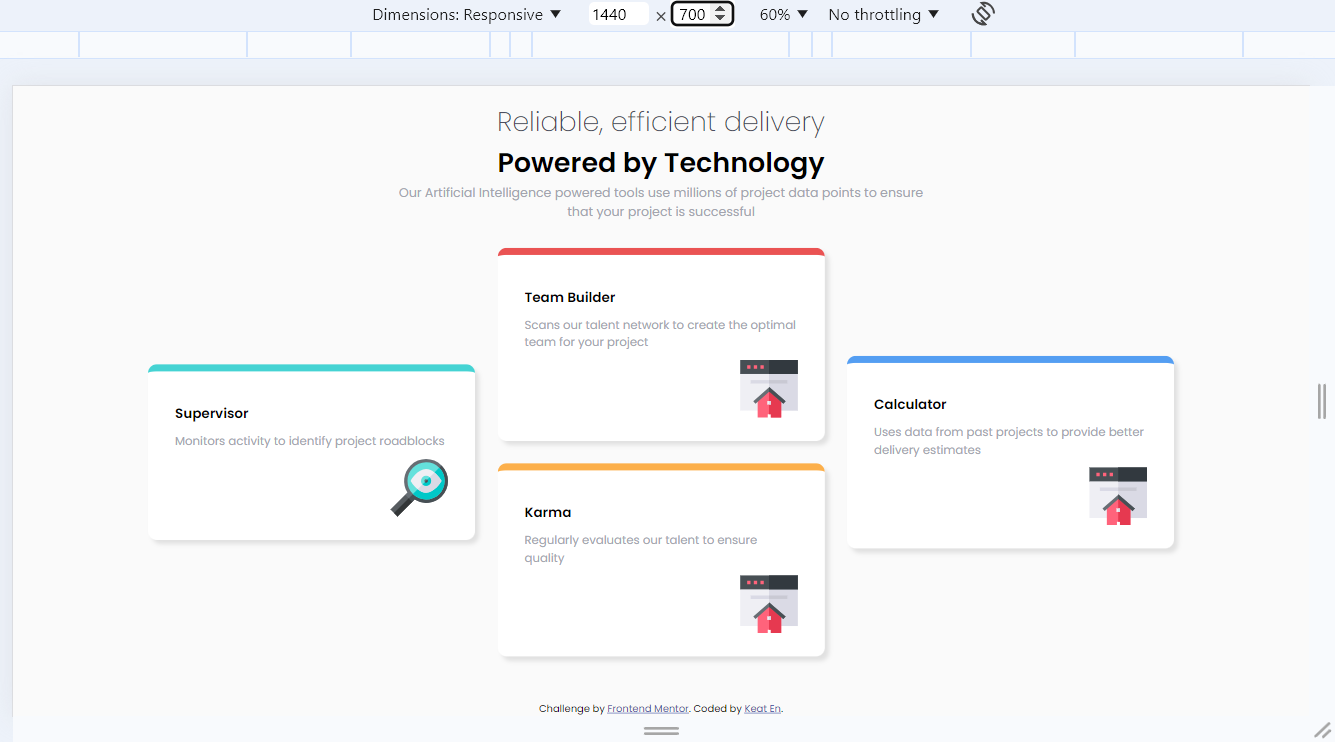 Dimensions: Responsive ▼ 1440 × 700 60% ▼ No throttling ▼
Reliable, efficient delivery
Powered by Technology
Our Artificial Intelligence powered tools use millions of project data points to ensure
that your project is successful
Team Builder
Scans our talent network to create the optimal
team for your project
Supervisor
Monitors activity to identify project roadblocks
Calculator
Uses data from past projects to provide better
delivery estimates
Karma
Regularly evaluates our talent to ensure
quality
Challenge by Frontend Mentor. Coded by Keat En.